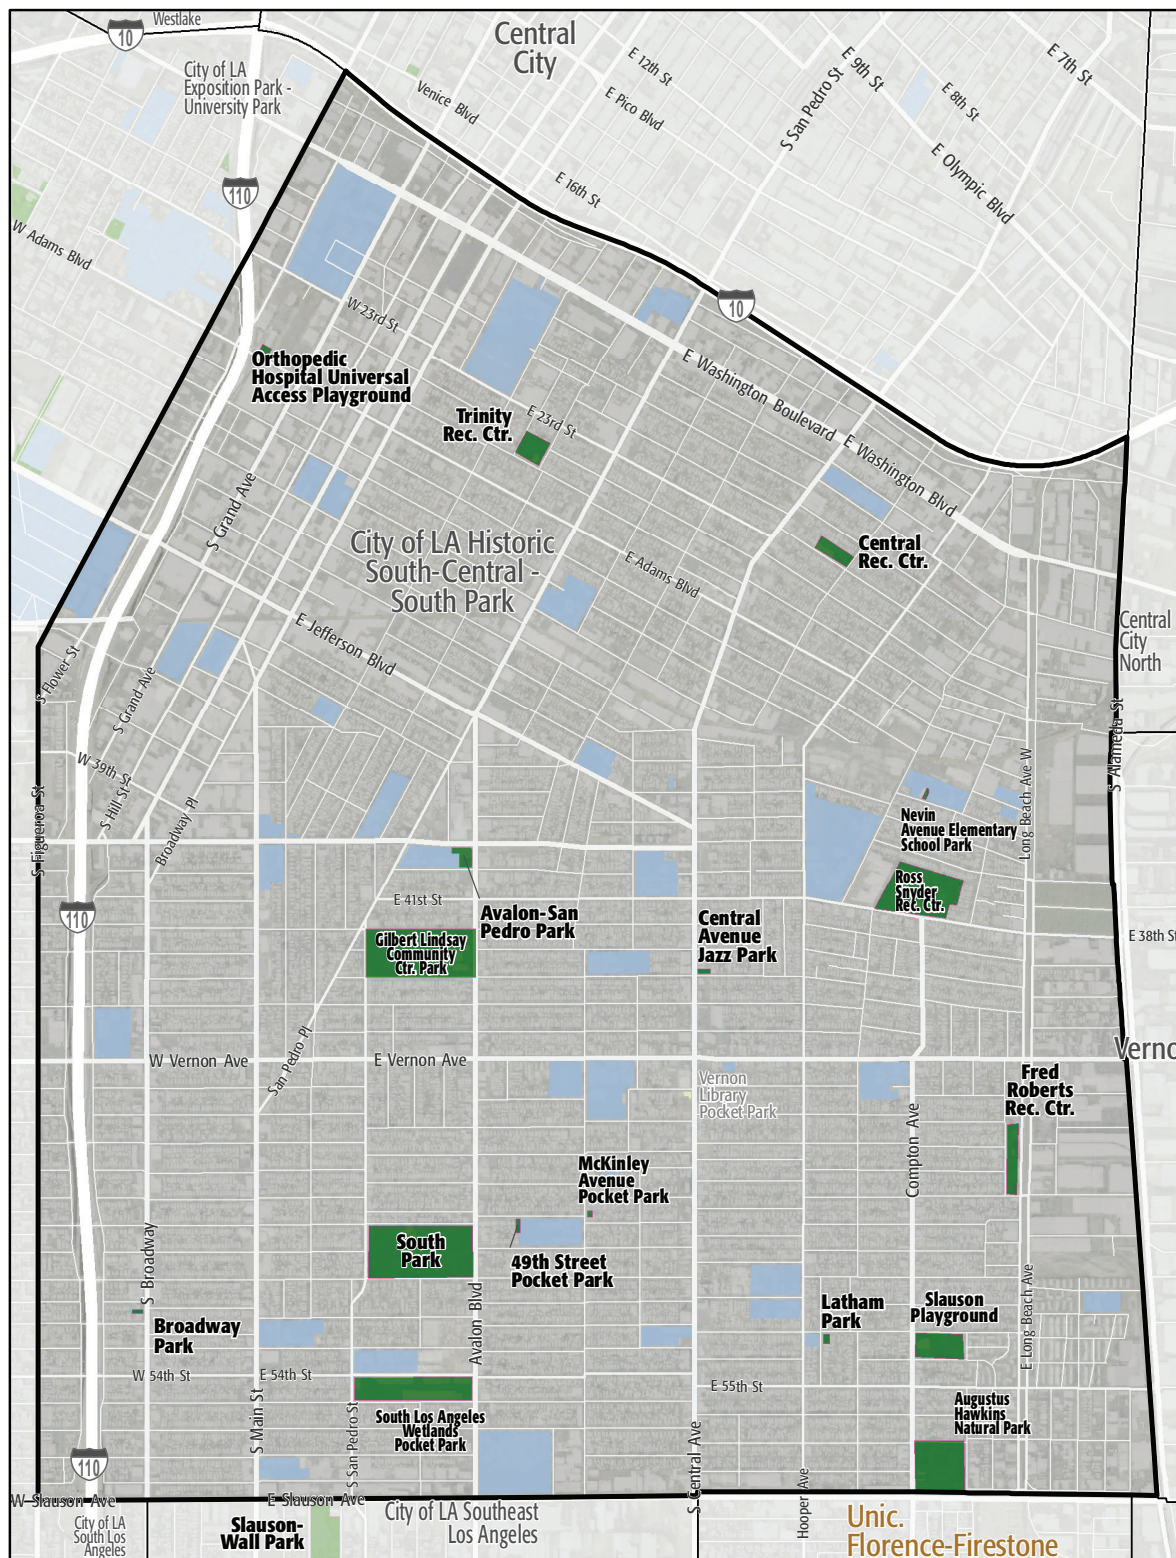 Westlake
10
Central
City
City of LA
Exposition Park -
University Park
E 12th St
E 9th St
E 7th St
Venice Blvd
E Pico Blvd
S San Pedro St
E 8th St
E Olympic Blvd
110
E 16th St
W Adams Blvd
10
W 23rd St
Orthopedic
Hospital Universal
Access Playground
E Washington Boulevard
Trinity
Rec. Ctr.
E 23rd St
E Washington Blvd
S Grand Ave
City of LA Historic
South-Central -
South Park
Central
Rec. Ctr.
E Adams Blvd
E Jefferson Blvd
Central
City
North
S Flower St
S Grand Ave
S Alameda St
W 39th St
S Hill St
Broadway Pl
S Figueroa St
Long Beach Ave W
Nevin
Avenue Elementary
School Park
Ross
Snyder
Rec. Ctr.
E 41st St
Avalon-San
Pedro Park
Central
Avenue
Jazz Park
110
Gilbert Lindsay
Community
Ctr. Park
E 38th St
W Vernon Ave
E Vernon Ave
San Pedro Pl
Verno
Vernon
Library
Pocket Park
Fred
Roberts
Rec. Ctr.
Compton Ave
McKinley
Avenue
Pocket Park
South
Park
49th Street
Pocket Park
S Broadway
Avalon Blvd
Broadway
Park
Latham
Park
Slauson
Playground
E Long Beach Ave
W 54th St
E 54th St
E 55th St
S Main St
S San Pedro St
South Los Angeles
Wetlands
Pocket Park
Augustus
Hawkins
Natural Park
S Central Ave
Hooper Ave
110
W Slauson Ave
E Slauson Ave
City of LA
South Los
Angeles
Slauson-
Wall Park
City of LA Southeast
Los Angeles
Unic.
Florence-Firestone